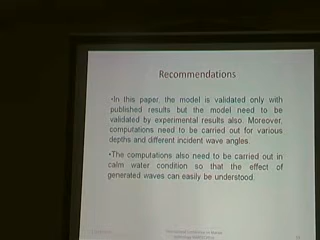 Recommendations
•In this paper, the model is validated only with
published results but the model need to be
validated by experimental results also. Moreover,
computations need to be carried out for various
depths and different incident wave angles.
•The computations also need to be carried out in
calm water condition so that the effect of
generated waves can easily be understood.